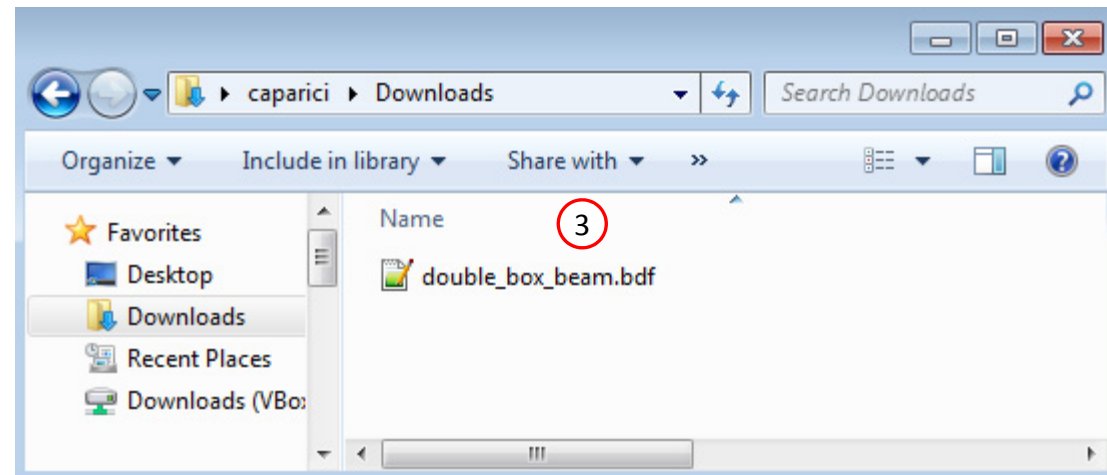 caparici Downloads
Search Downloads
Organize Include in library Share with »
Favorites
Desktop
Downloads
Recent Places
Downloads (VBo
Name
3
double_box_beam.bdf